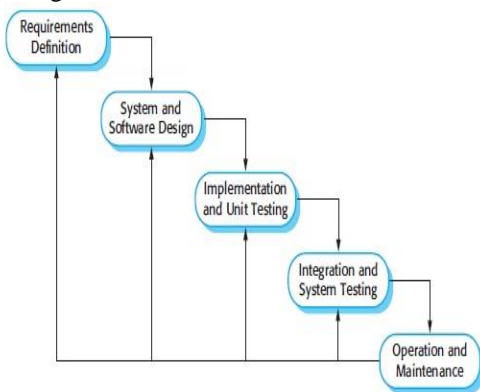 Requirements
Definition
System and
Software Design
Implementation
and Unit Testing
Integration and
System Testing
Operation and
Maintenance